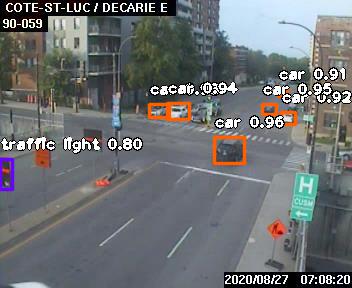 COTE-ST-LUC / DECARIE E
90-059
car 0.91
car 0.94
car 0.95
car 0.92
car 0.96
traffic light 0.80
H
CUSM
2020/08/27 07:08:20